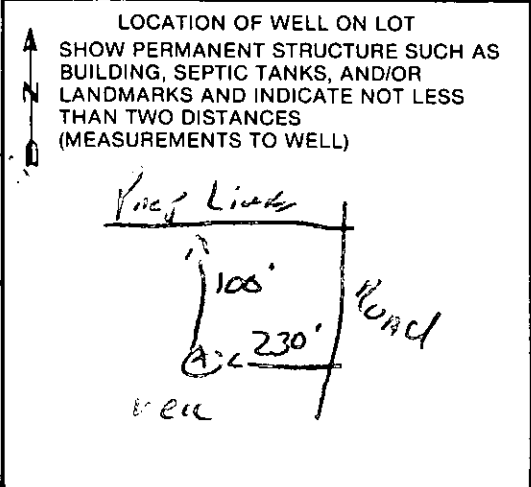 LOCATION OF WELL ON LOT
SHOW PERMANENT STRUCTURE SUCH AS
BUILDING, SEPTIC TANKS, AND/OR
LANDMARKS AND INDICATE NOT LESS
THAN TWO DISTANCES
(MEASUREMENTS TO WELL)
N
Line
100'
Road
230'